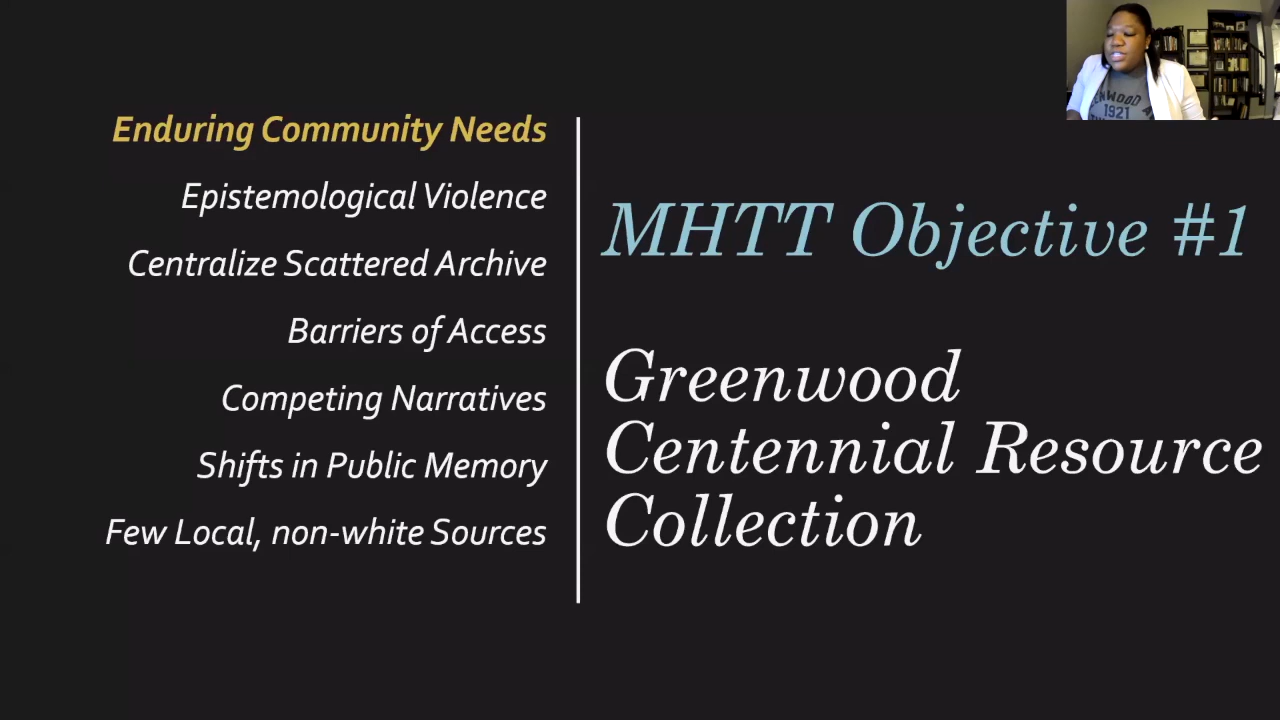 Enduring Community Needs
Epistemological Violence
Centralize Scattered Archive
Barriers of Access
Competing Narratives
Shifts in Public Memory
Few Local, non-white Sources
MHTT Objective #1
Greenwood
Centennial Resource
Collection
1921